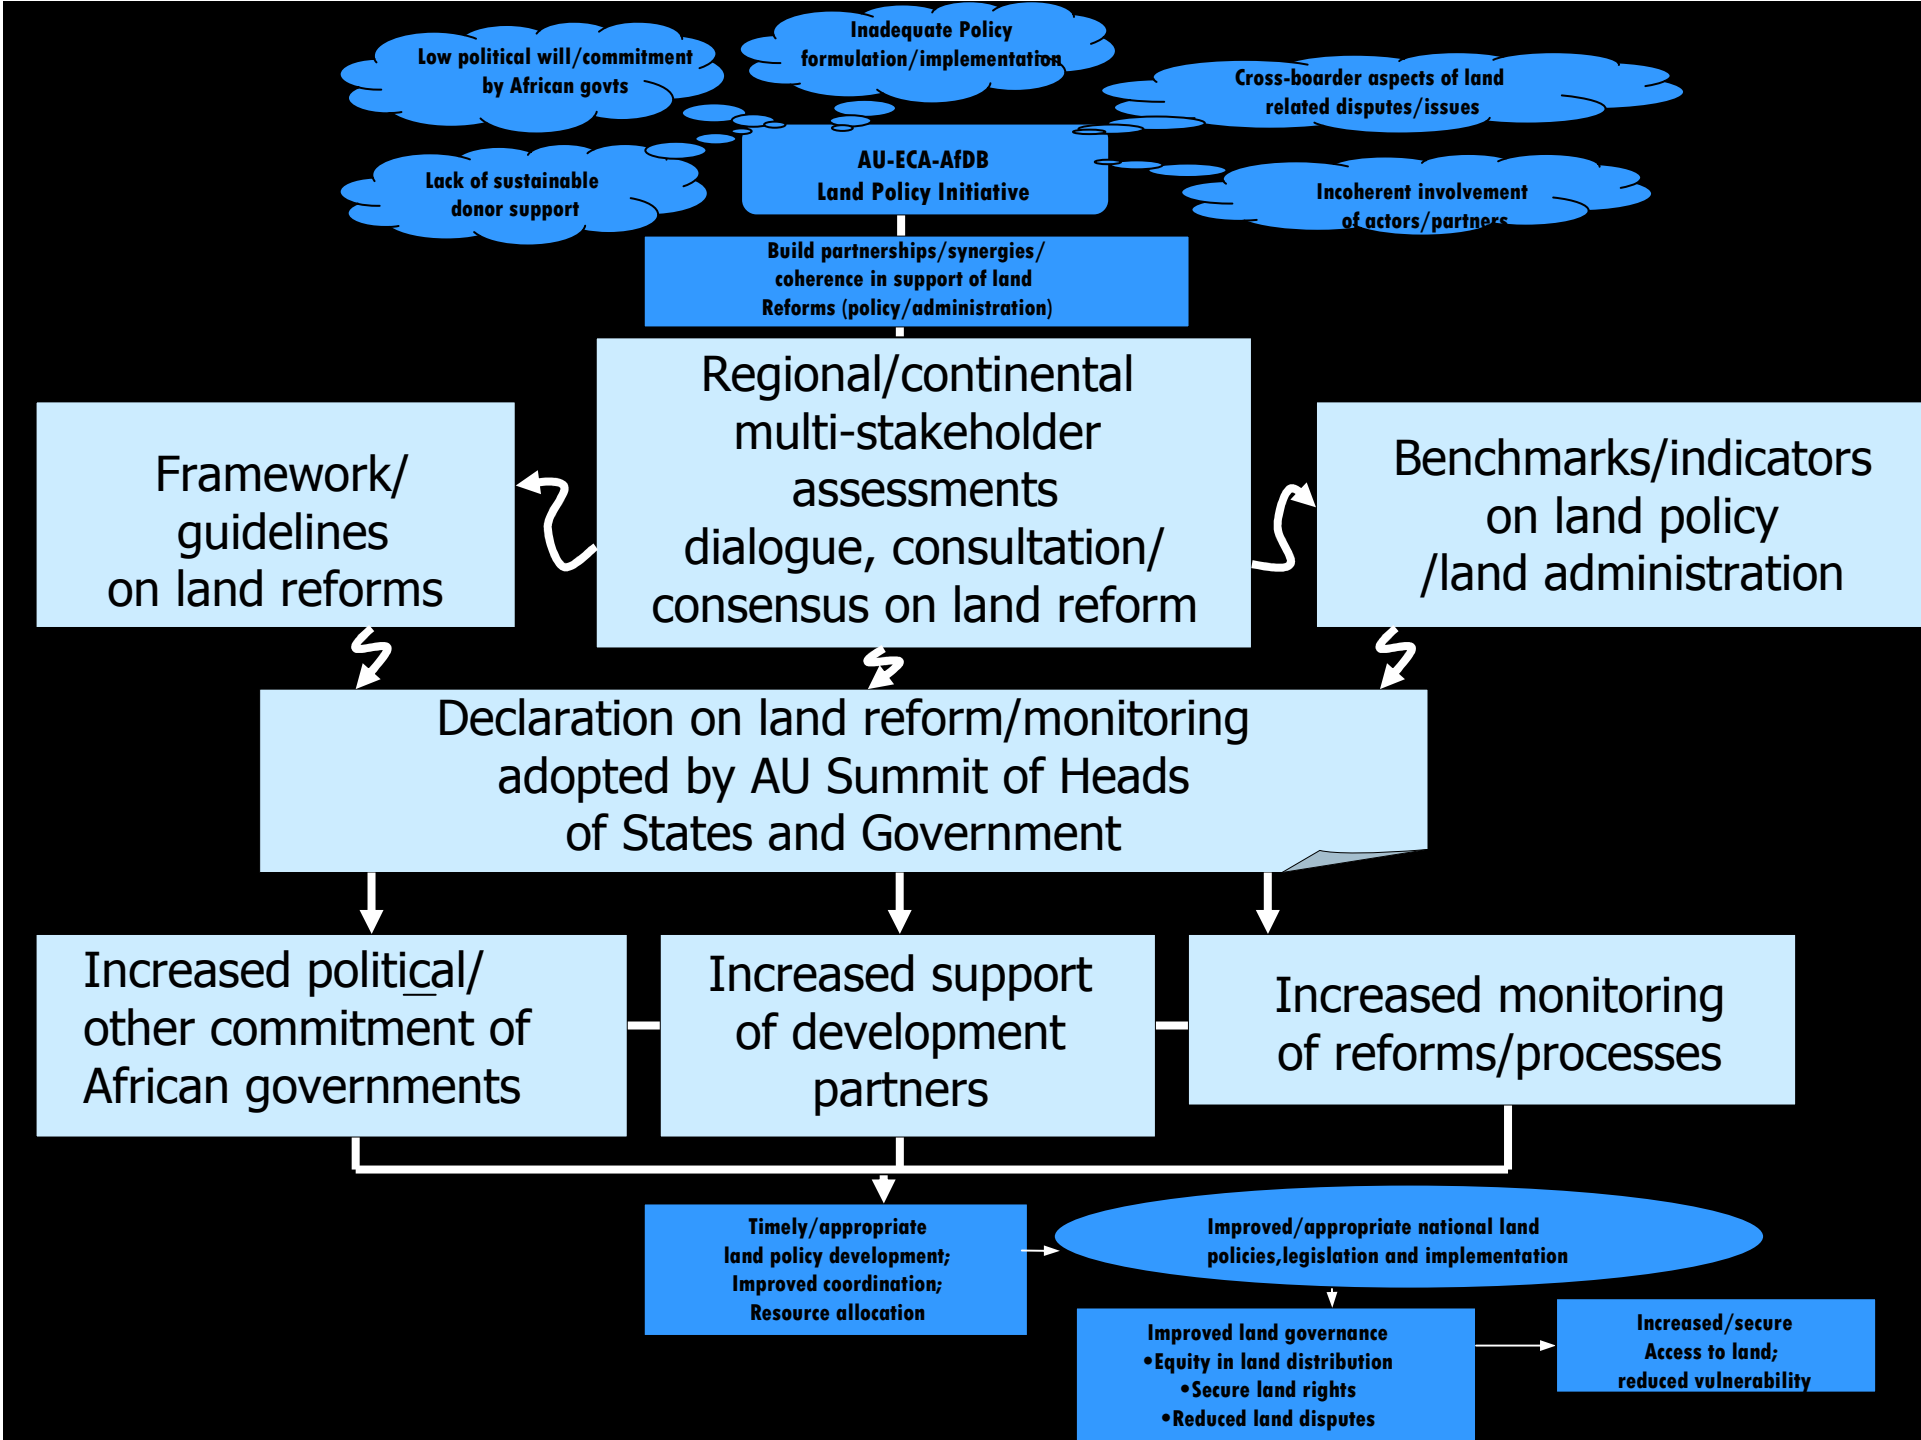 Low political will/commitment
by African govts
Inadequate Policy
formulation/implementation
Cross-boarder aspects of land
related disputes/issues
Lack of sustainable
donor support
AU-ECA-AfDB
Land Policy Initiative
Incoherent involvement
of actors/partners
Build partnerships/synergies/
coherence in support of land
Reforms (policy/administration)
Regional/continental
multi-stakeholder
assessments
dialogue, consultation/
consensus on land reform
Framework/
guidelines
on land reforms
Benchmarks/indicators
on land policy
/land administration
Declaration on land reform/monitoring
adopted by AU Summit of Heads
of States and Government
Increased political/
other commitment of
African governments
Increased support
of development
partners
Increased monitoring
of reforms/processes
Timely/appropriate
land policy development;
Improved coordination;
Resource allocation
Improved/appropriate national land
policies,legislation and implementation
Improved land governance
•Equity in land distribution
•Secure land rights
•Reduced land disputes
Increased/secure
Access to land;
reduced vulnerability